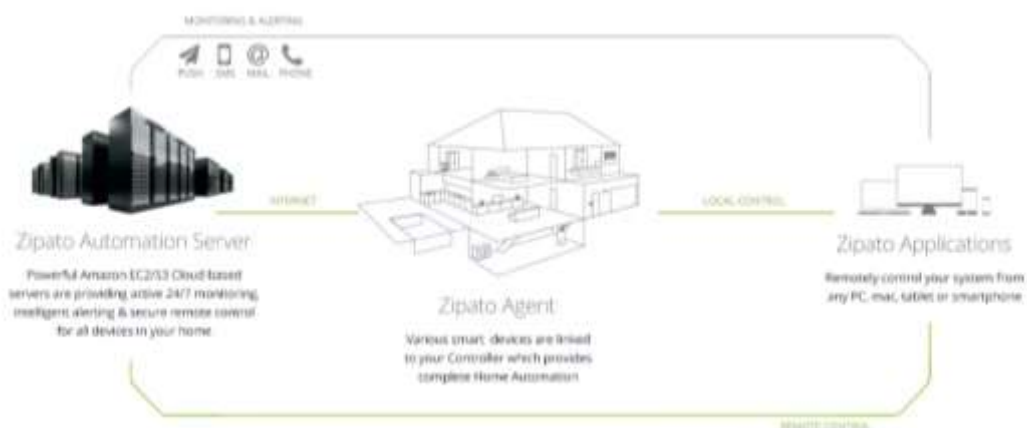 MONITORING & ALERTING
PUSH SMS MAIL PHONE
INTERNET
LOCAL CONTROL
Zipato Automation Server
Powerful Amazon EC2/S3 Cloud based
servers are providing active 24/7 monitoring,
intelligent alerting & secure remote control
for all devices in your home
Zipato Agent
Various smart devices are linked
to your Controller which provides
complete Home Automation
Zipato Applications
Remotely control your system from
any PC, mac, tablet or smartphone
REMOTE CONTROL